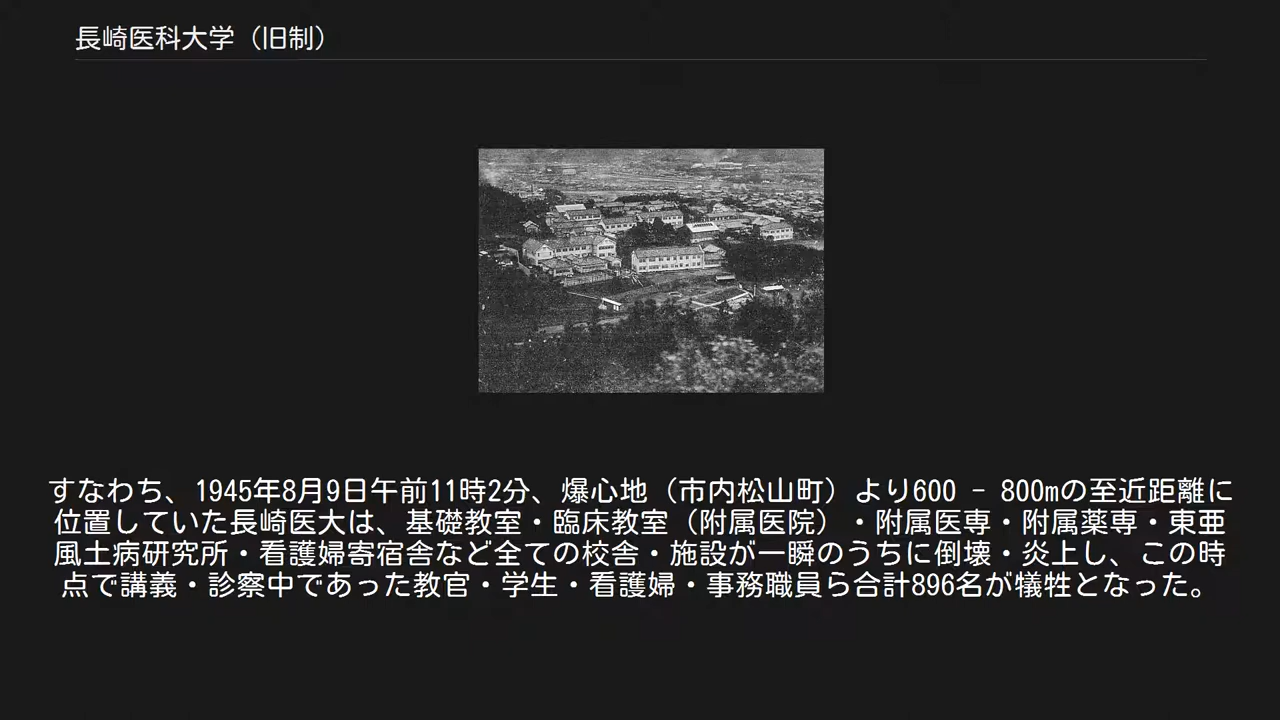 長崎医科大学（旧制）
すなわち、1945年8月9日午前11時2分、爆心地（市内松山町）より600 - 800mの至近距離に
位置していた長崎医大は、基礎教室・臨床教室（附属医院）・附属医専・附属薬専・東亜
風土病研究所・看護婦寄宿舎など全ての校舎・施設が一瞬のうちに倒壊・炎上し、この時
点で講義・診察中であった教官・学生・看護婦・事務職員ら合計896名が犠牲となった。